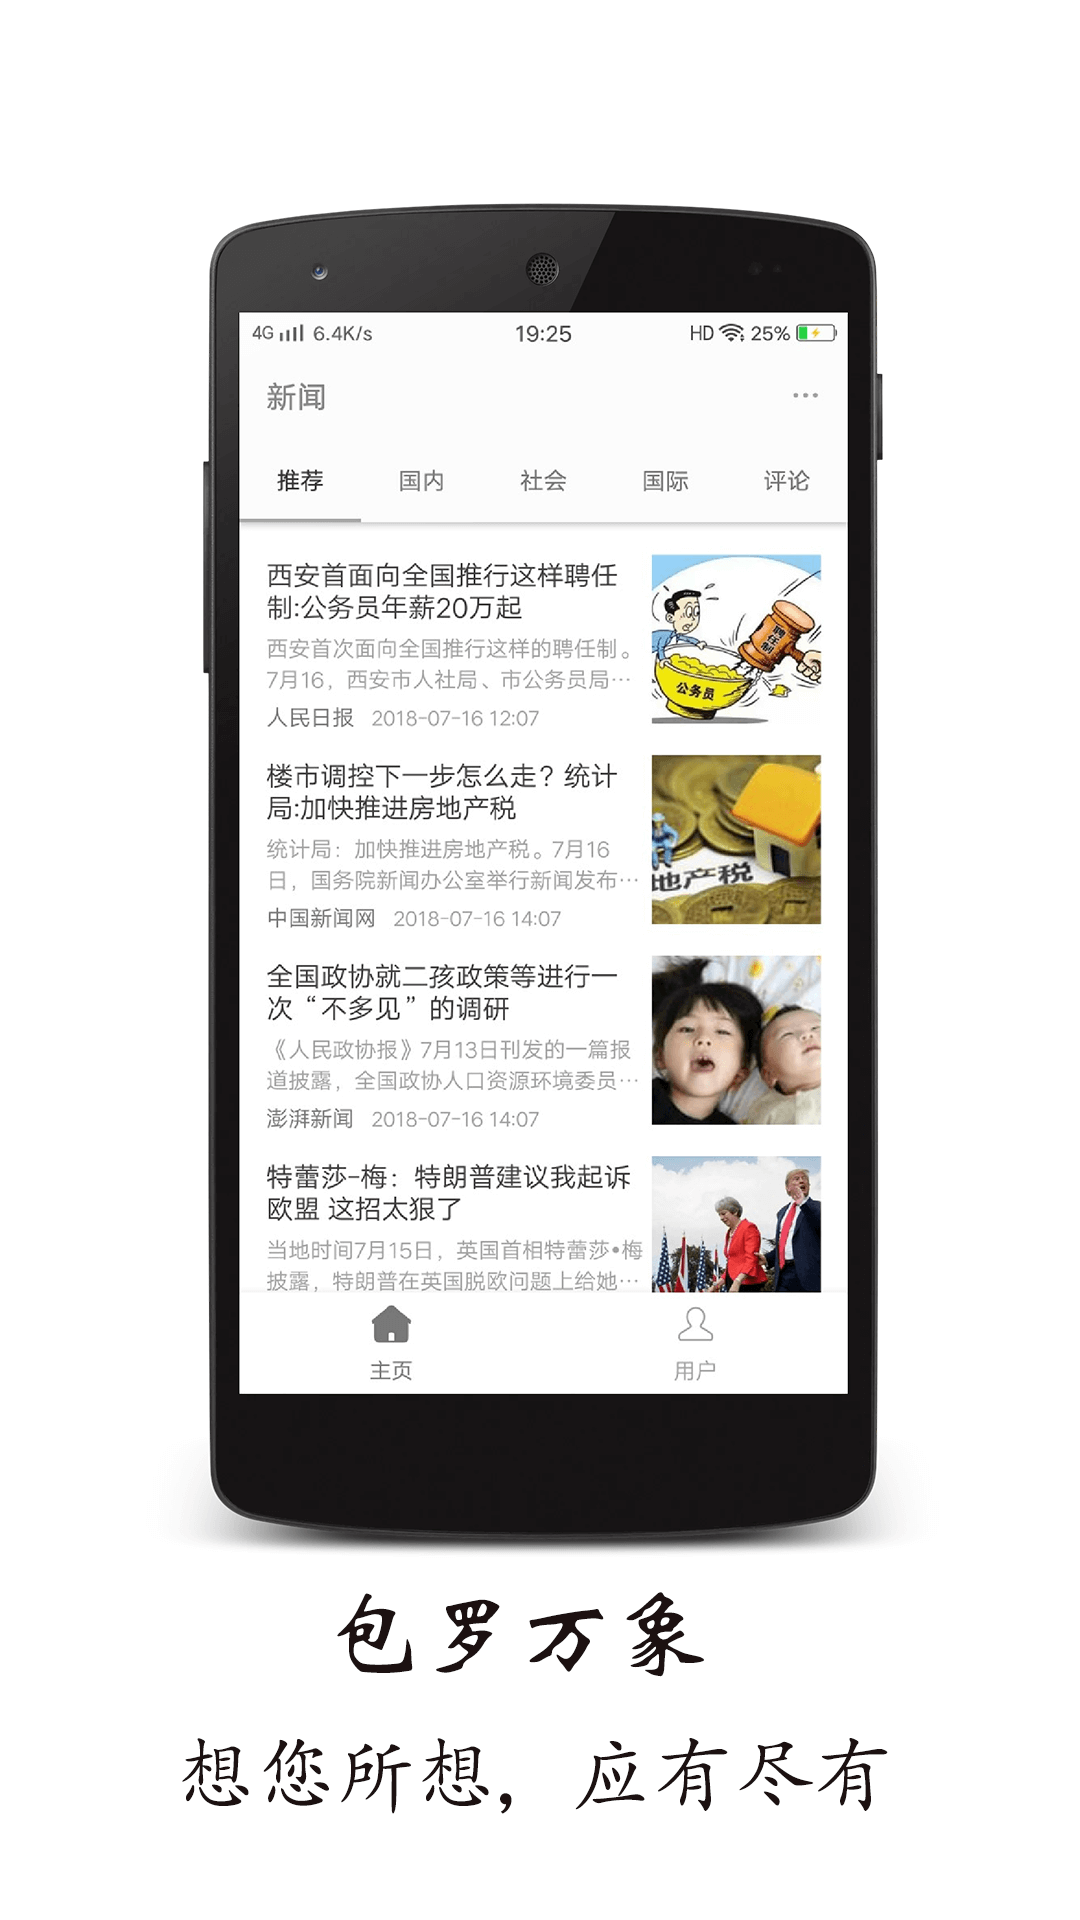 4G 6.4K/s 19:25 HD 25%
新闻
推荐 国内 社会 国际 评论
西安首面向全国推行这样聘任
制:公务员年薪20万起
西安首次面向全国推行这样的聘任制。
7月16，西安市人社局、市公务员局…
人民日报 2018-07-16 12:07
聘任制
公务员
楼市调控下一步怎么走？统计
局:加快推进房地产税
统计局：加快推进房地产税。7月16
日，国务院新闻办公室举行新闻发布…
中国新闻网 2018-07-16 14:07
地产税
全国政协就二孩政策等进行一
次“不多见”的调研
《人民政协报》7月13日刊发的一篇报
道披露，全国政协人口资源环境委员…
澎湃新闻 2018-07-16 14:07
特蕾莎-梅：特朗普建议我起诉
欧盟 这招太狠了
当地时间7月15日，英国首相特蕾莎•梅
披露，特朗普在英国脱欧问题上给她…
主页 用户
包罗万象
想您所想，应有尽有